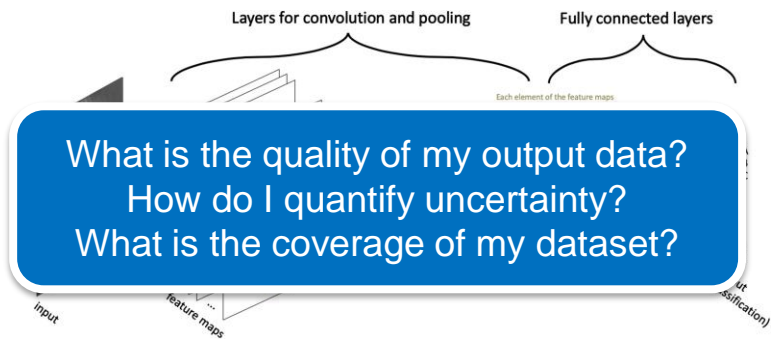 Layers for convolution and pooling
Fully connected layers
Each element of the feature maps
What is the quality of my output data?
How do I quantify uncertainty?
What is the coverage of my dataset?
...
input
feature maps